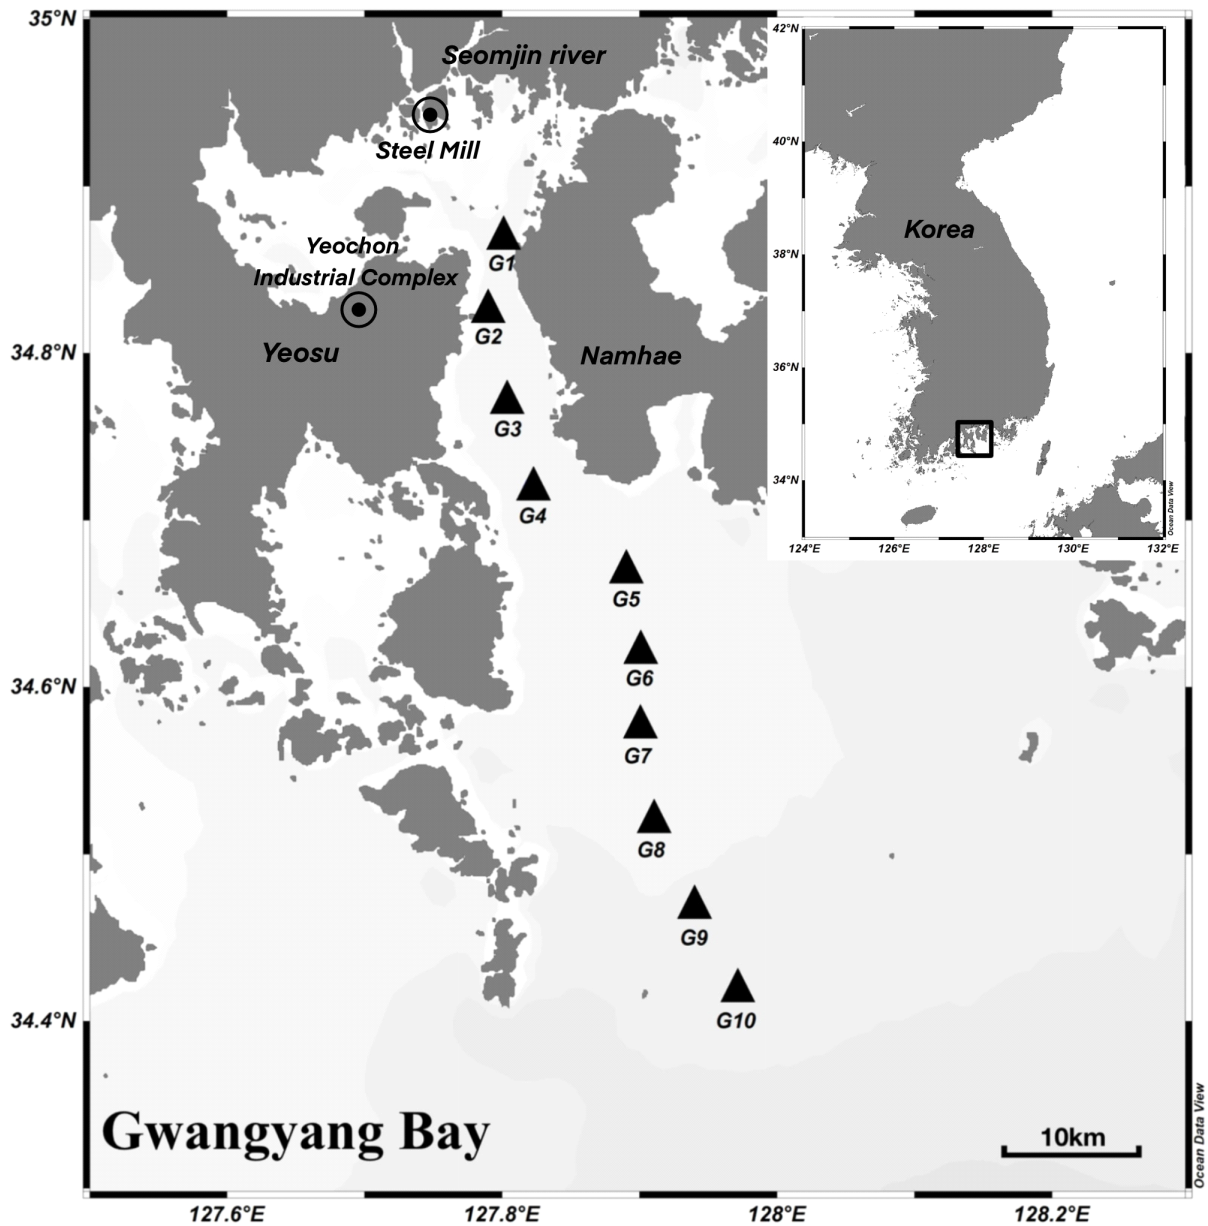 35°N
Seomjin river
Steel Mill
Yeochon
Industrial Complex
Yeosu
Namhae
34.8°N
34.6°N
34.4°N
G1
G2
G3
G4
G5
G6
G7
G8
G9
G10
Gwangyang Bay
10km
Ocean Data View
127.6°E
127.8°E
128°E
128.2°E
42°N
40°N
38°N
36°N
34°N
Korea
Ocean Data View
124°E
126°E
128°E
130°E
132°E